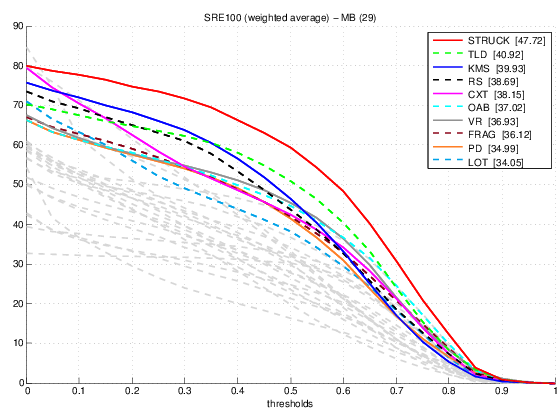 SRE100 (weighted average) – MB (29)
90
80
70
60
50
40
30
20
10
0
0
0.1
0.2
0.3
0.4
0.5
0.6
0.7
0.8
0.9
1
thresholds
STRUCK [47.72]
TLD [40.92]
KMS [39.93]
RS [38.69]
CXT [38.15]
OAB [37.02]
VR [36.93]
FRAG [36.12]
PD [34.99]
LOT [34.05]